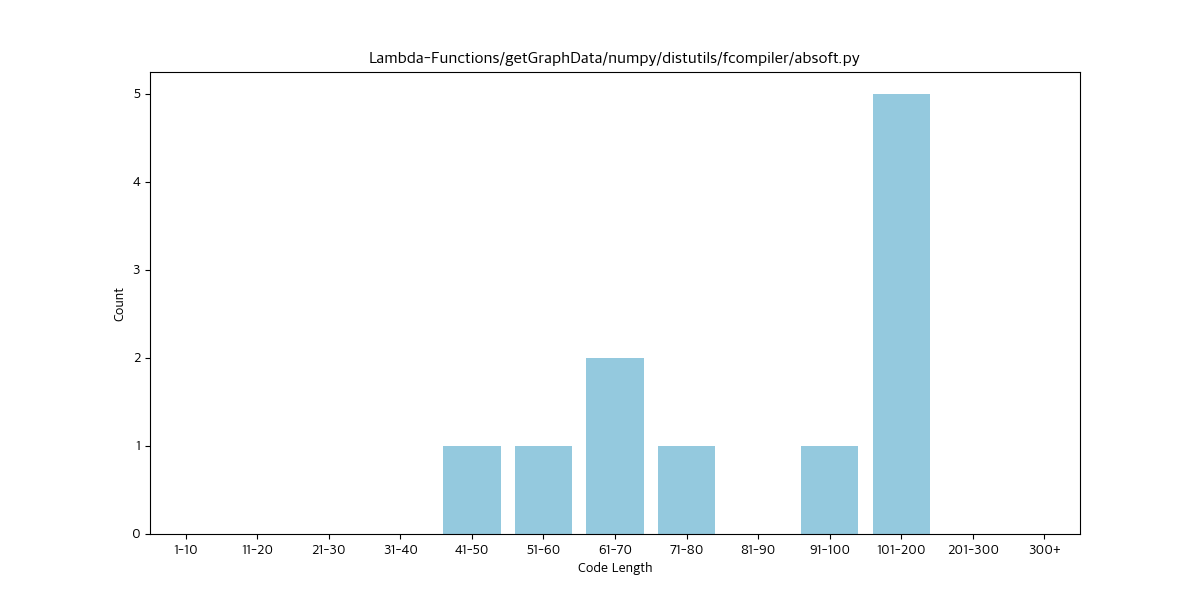 Lambda-Functions/getGraphData/numpy/distutils/fcompiler/absoft.py
5
4
3
2
1
0
Count
1-10 11-20 21-30 31-40 41-50 51-60 61-70 71-80 81-90 91-100 101-200 201-300 300+
Code Length